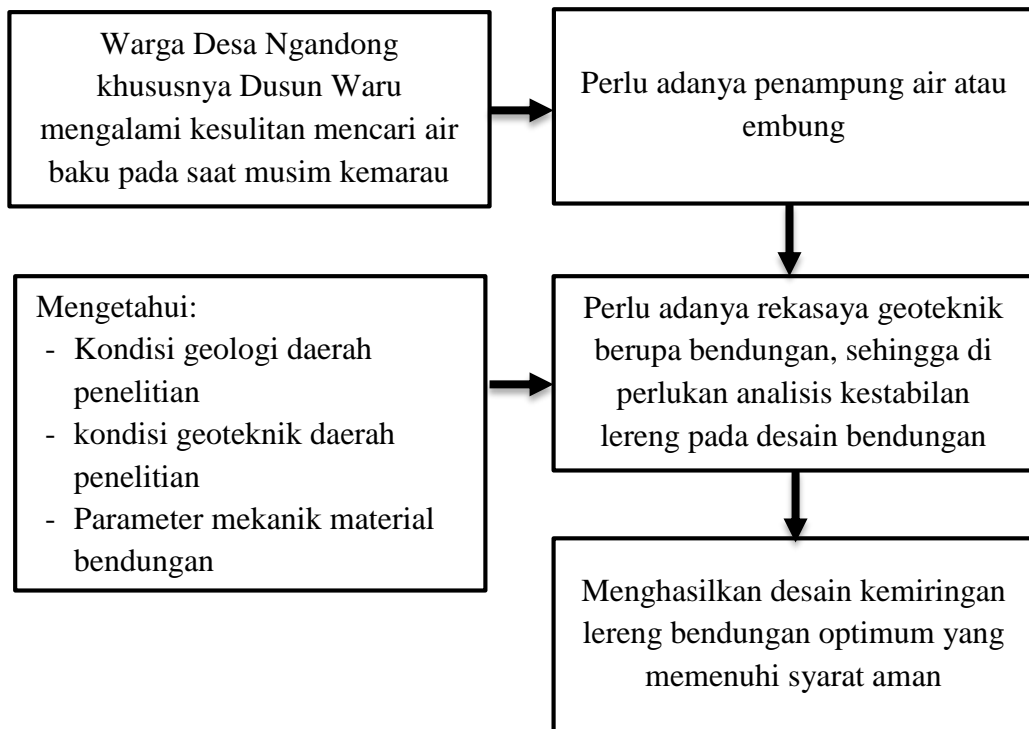 Warga Desa Ngandong
khususnya Dusun Waru
mengalami kesulitan mencari air
baku pada saat musim kemarau
Perlu adanya penampung air atau
embung
Mengetahui:
- Kondisi geologi daerah
penelitian
- kondisi geoteknik daerah
penelitian
- Parameter mekanik material
bendungan
Perlu adanya rekasaya geoteknik
berupa bendungan, sehingga di
perlukan analisis kestabilan
lereng pada desain bendungan
Menghasilkan desain kemiringan
lereng bendungan optimum yang
memenuhi syarat aman